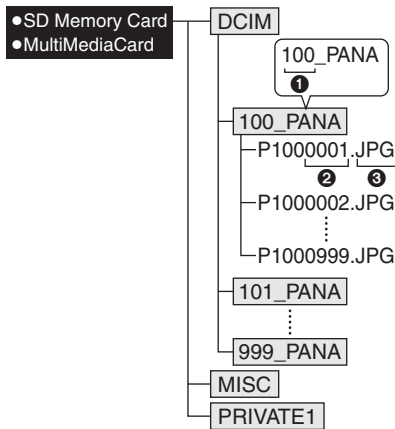 ●SD Memory Card
●MultiMediaCard
DCIM
100_PANA
❶
100_PANA
P1000001.JPG
❷ ❸
P1000002.JPG
P1000999.JPG
101_PANA
999_PANA
MISC
PRIVATE1